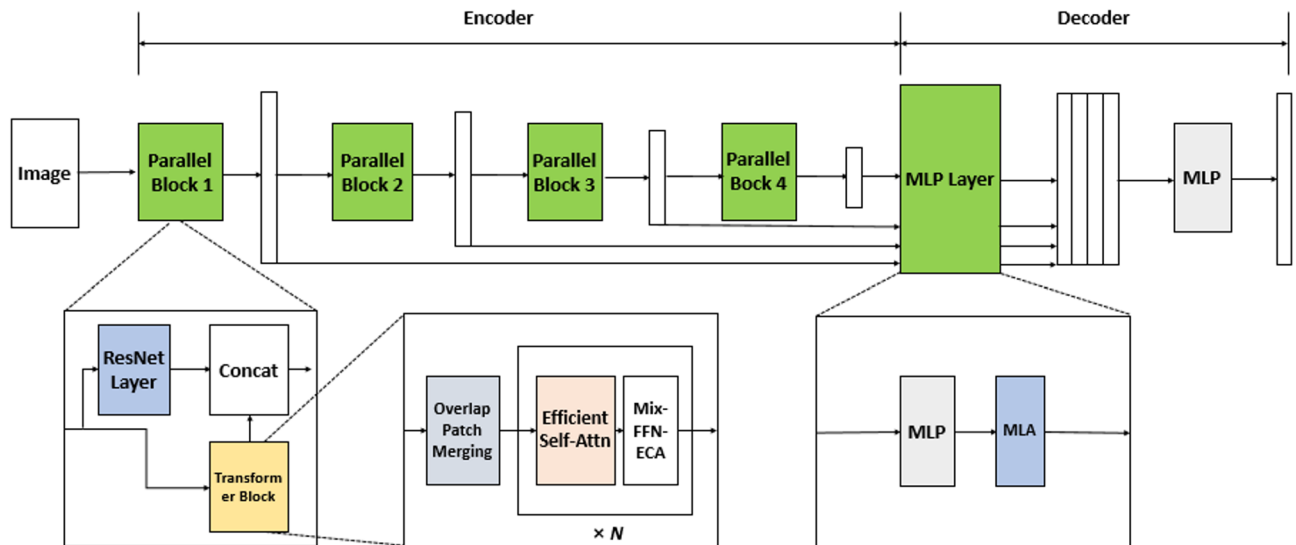 Encoder
Decoder
Image
Parallel
Block 1
Parallel
Block 2
Parallel
Block 3
Parallel
Bock 4
MLP Layer
MLP
ResNet
Layer
Concat
Transform
er Block
Overlap
Patch
Merging
Efficient
Self-Attn
Mix-
FFN-
ECA
× N
MLP
MLA